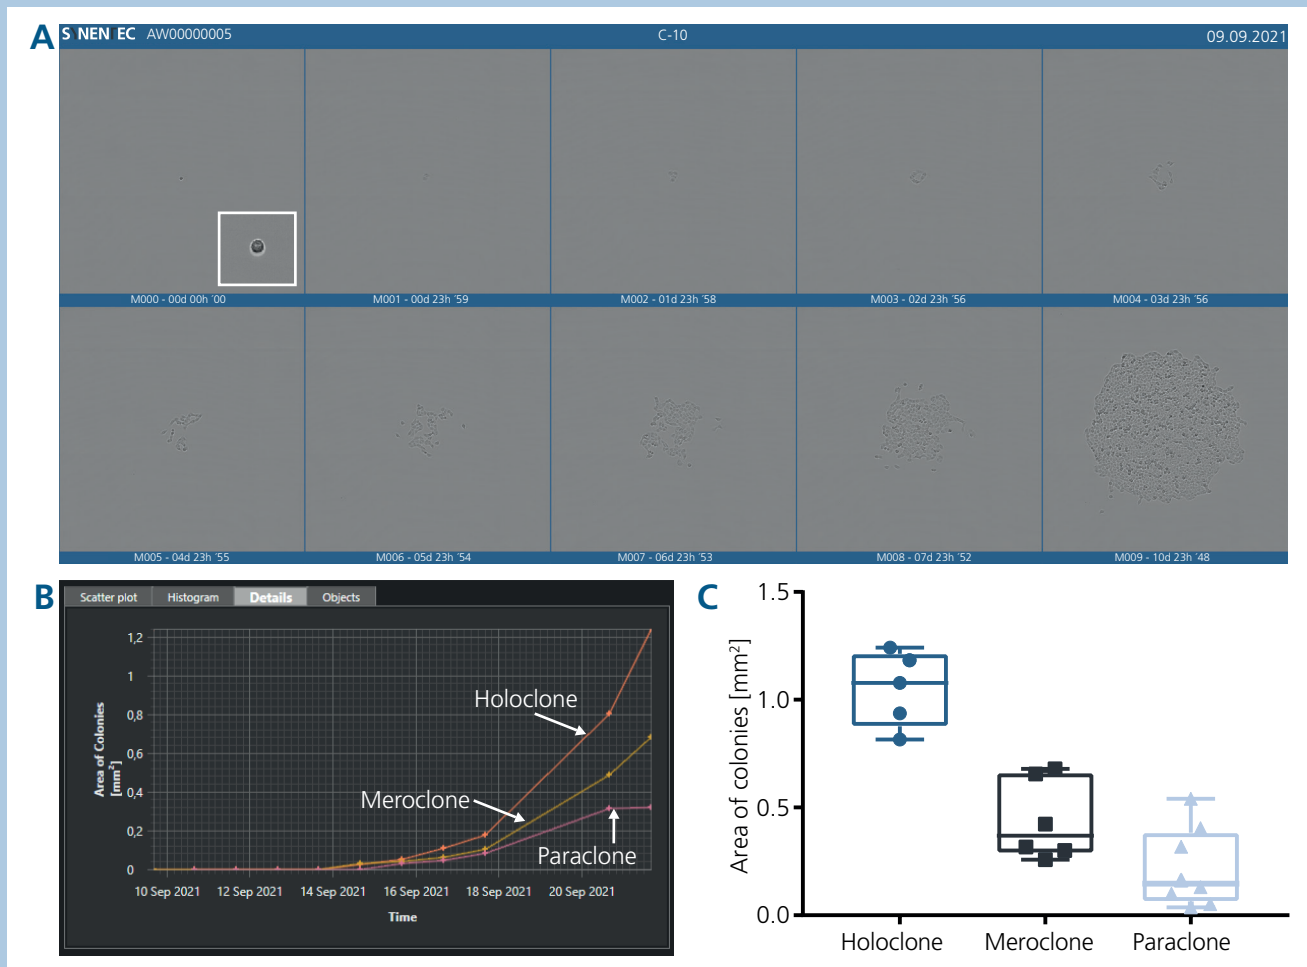 A
SYNENTEC AW00000005 C-10 09.09.2021
M000 - 00d 00h ´00 M001 - 00d 23h ´59 M002 - 01d 23h ´58 M003 - 02d 23h ´56 M004 - 03d 23h ´56
M005 - 04d 23h ´55 M006 - 05d 23h ´54 M007 - 06d 23h ´53 M008 - 07d 23h ´52 M009 - 10d 23h ´48
B
Scatter plot Histogram Details Objects
1,2
1
0,8
0,6
0,4
0,2
0
Area of Colonies
[mm²]
Holoclone
Meroclone
Paraclone
10 Sep 2021 12 Sep 2021 14 Sep 2021 16 Sep 2021 18 Sep 2021 20 Sep 2021
Time
C
1.5
1.0
0.5
0.0
Area of colonies [mm²]
Holoclone Meroclone Paraclone